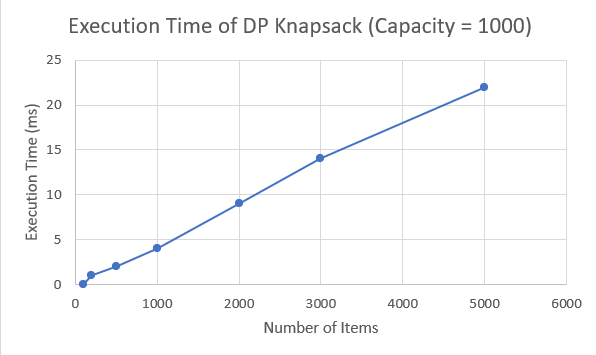 Execution Time of DP Knapsack (Capacity = 1000)
25
20
15
10
5
0
Execution Time (ms)
0 1000 2000 3000 4000 5000 6000
Number of Items